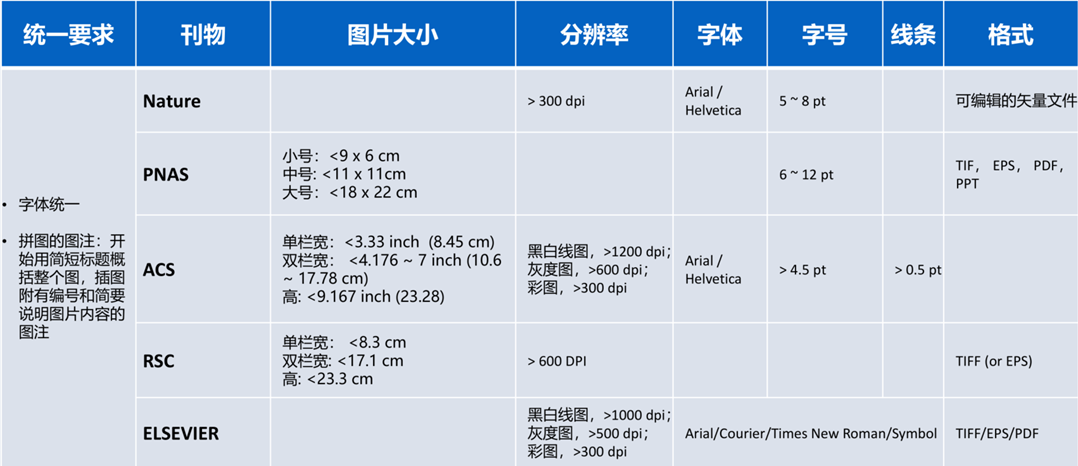 统一要求 刊物 图片大小 分辨率 字体 字号 线条 格式
• 字体统一
• 拼图的图注：开
始用简短标题概
括整个图，插图
附有编号和简要
说明图片内容的
图注
Nature
> 300 dpi
Arial /
Helvetica
5 ~ 8 pt
可编辑的矢量文件
PNAS
小号：<9 x 6 cm
中号: <11 x 11cm
大号：<18 x 22 cm
6 ~ 12 pt
TIF， EPS， PDF，
PPT
ACS
单栏宽：<3.33 inch (8.45 cm)
双栏宽： <4.176 ~ 7 inch (10.6
~ 17.78 cm)
高: <9.167 inch (23.28)
黑白线图，>1200 dpi；
灰度图，>600 dpi；
彩图，>300 dpi
Arial /
Helvetica
> 4.5 pt
> 0.5 pt
RSC
单栏宽： <8.3 cm
双栏宽: <17.1 cm
高: <23.3 cm
> 600 DPI
TIFF (or EPS)
ELSEVIER
黑白线图，>1000 dpi；
灰度图，>500 dpi；
彩图，>300 dpi
Arial/Courier/Times New Roman/Symbol
TIFF/EPS/PDF